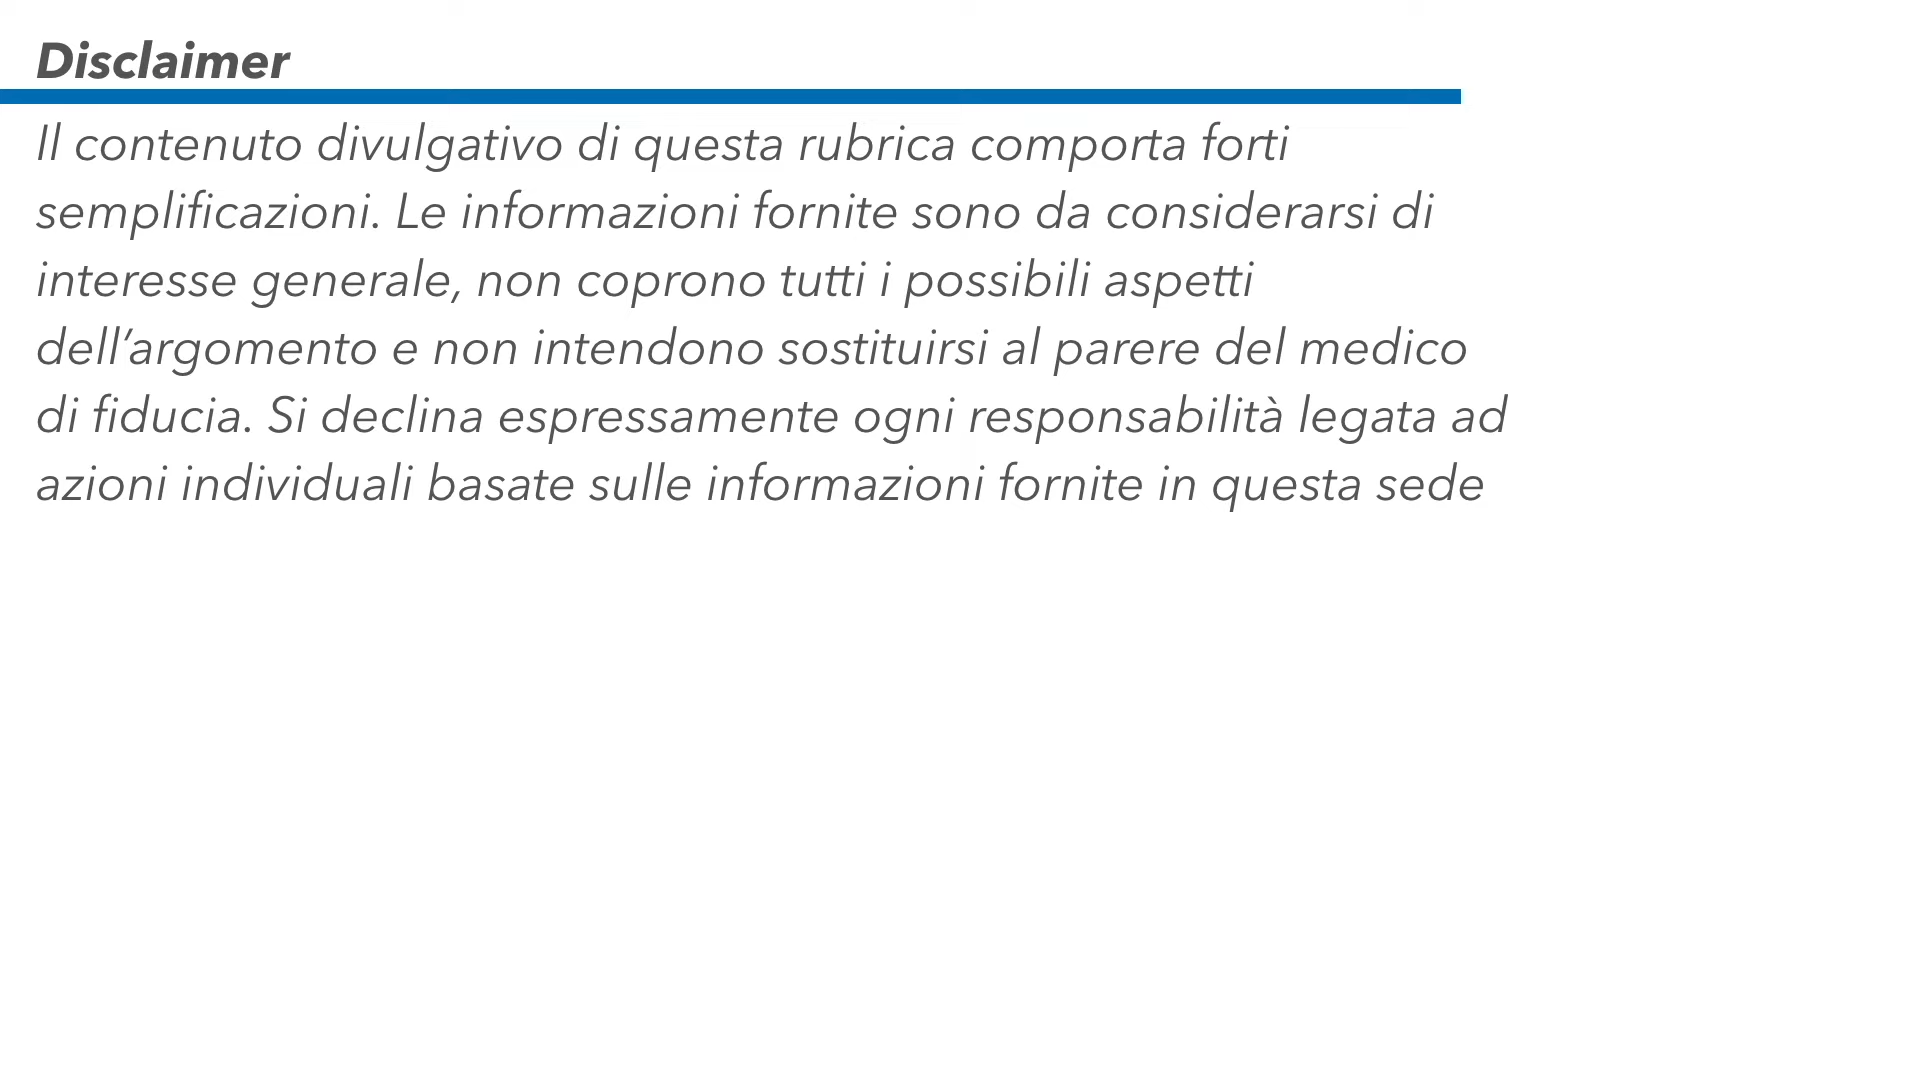 Disclaimer
Il contenuto divulgativo di questa rubrica comporta forti
semplificazioni. Le informazioni fornite sono da considerarsi di
interesse generale, non coprono tutti i possibili aspetti
dell’argomento e non intendono sostituirsi al parere del medico
di fiducia. Si declina espressamente ogni responsabilità legata ad
azioni individuali basate sulle informazioni fornite in questa sede